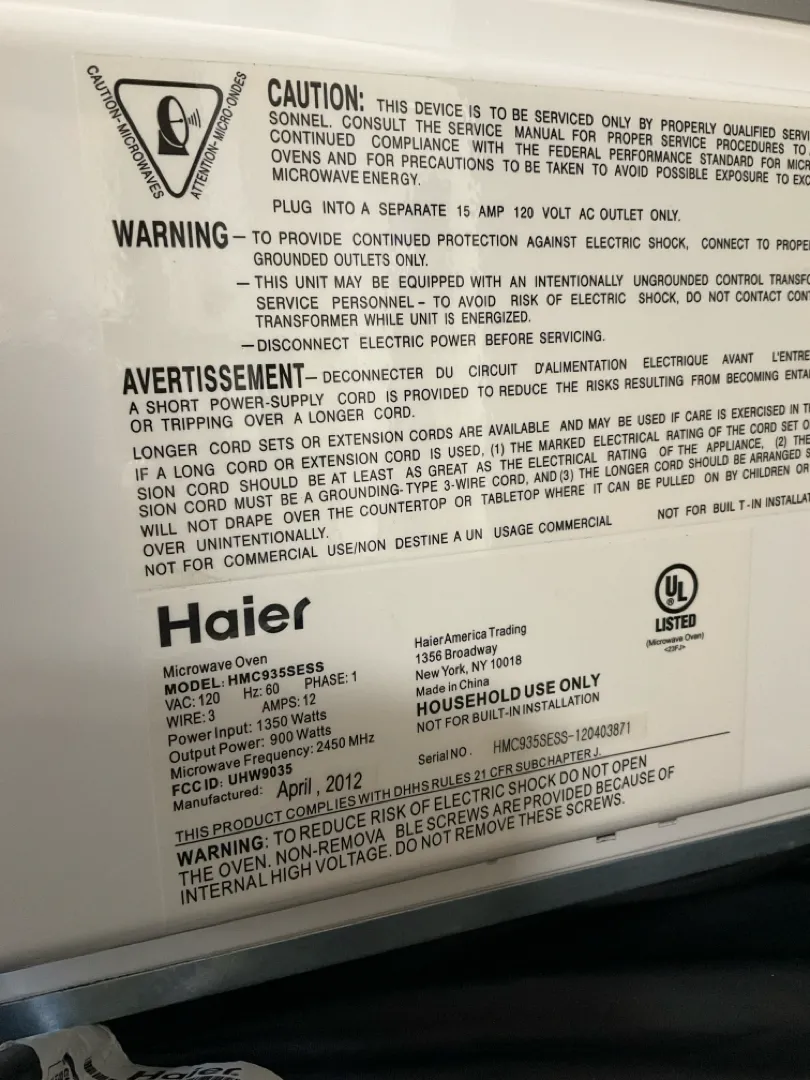 CAUTION-MICROWAVES
ATTENTION-MICRO-ONDES
CAUTION: THIS DEVICE IS TO BE SERVICED ONLY BY PROPERLY QUALIFIED
SONNEL. CONSULT THE SERVICE MANUAL FOR PROPER SERVICE PROCEDURES TO
CONTINUED COMPLIANCE WITH THE FEDERAL PERFORMANCE STANDARD FOR
OVENS AND FOR PRECAUTIONS TO BE TAKEN TO AVOID POSSIBLE EXPOSURE TO
MICROWAVE ENERGY.
PLUG INTO A SEPARATE 15 AMP 120 VOLT AC OUTLET ONLY.
WARNING – TO PROVIDE CONTINUED PROTECTION AGAINST ELECTRIC SHOCK, CONNECT TO
GROUNDED OUTLETS ONLY.
– THIS UNIT MAY BE EQUIPPED WITH AN INTENTIONALLY UNGROUNDED CONTROL
SERVICE PERSONNEL – TO AVOID RISK OF ELECTRIC SHOCK, DO NOT CONTACT
TRANSFORMER WHILE UNIT IS ENERGIZED.
– DISCONNECT ELECTRIC POWER BEFORE SERVICING.
AVERTISSEMENT – DECONNECTER DU CIRCUIT D'ALIMENTATION ELECTRIQUE AVANT
A SHORT POWER-SUPPLY CORD IS PROVIDED TO REDUCE THE RISKS RESULTING FROM BECOMING
OR TRIPPING OVER A LONGER CORD.
LONGER CORD SETS OR EXTENSION CORDS ARE AVAILABLE AND MAY BE USED IF CARE IS EXERCISED IN
IF A LONG CORD OR EXTENSION CORD IS USED, (1) THE MARKED ELECTRICAL RATING OF THE CORD SET
SION CORD SHOULD BE AT LEAST AS GREAT AS THE ELECTRICAL RATING OF THE APPLIANCE, (2) THE
SION CORD MUST BE A GROUNDING-TYPE 3-WIRE CORD, AND (3) THE LONGER CORD SHOULD BE ARRANGED
WILL NOT DRAPE OVER THE COUNTERTOP OR TABLETOP WHERE IT CAN BE PULLED ON BY CHILDREN OR
OVER UNINTENTIONALLY.
NOT FOR COMMERCIAL USE/NON DESTINE A UN USAGE COMMERCIAL NOT FOR BUIL T-IN
Haier
Microwave Oven
MODEL: HMC935SESS
VAC: 120 Hz: 60 PHASE: 1
WIRE: 3 AMPS: 12
Power Input: 1350 Watts
Output Power: 900 Watts
Microwave Frequency: 2450 MHz
FCC ID: UHW9035
Manufactured: April , 2012
Haier America Trading
1356 Broadway
New York, NY 10018
Made in China
HOUSEHOLD USE ONLY
NOT FOR BUILT-IN INSTALLATION
Serial NO. HMC935SESS-120403871
UL
LISTED
(Microwave Oven)
<23FJ>
THIS PRODUCT COMPLIES WITH DHHS RULES 21 CFR SUBCHAPTER J.
WARNING: TO REDUCE RISK OF ELECTRIC SHOCK DO NOT OPEN
THE OVEN. NON-REMOVA BLE SCREWS ARE PROVIDED BECAUSE OF
INTERNAL HIGH VOLTAGE. DO NOT REMOVE THESE SCREWS.
Haier